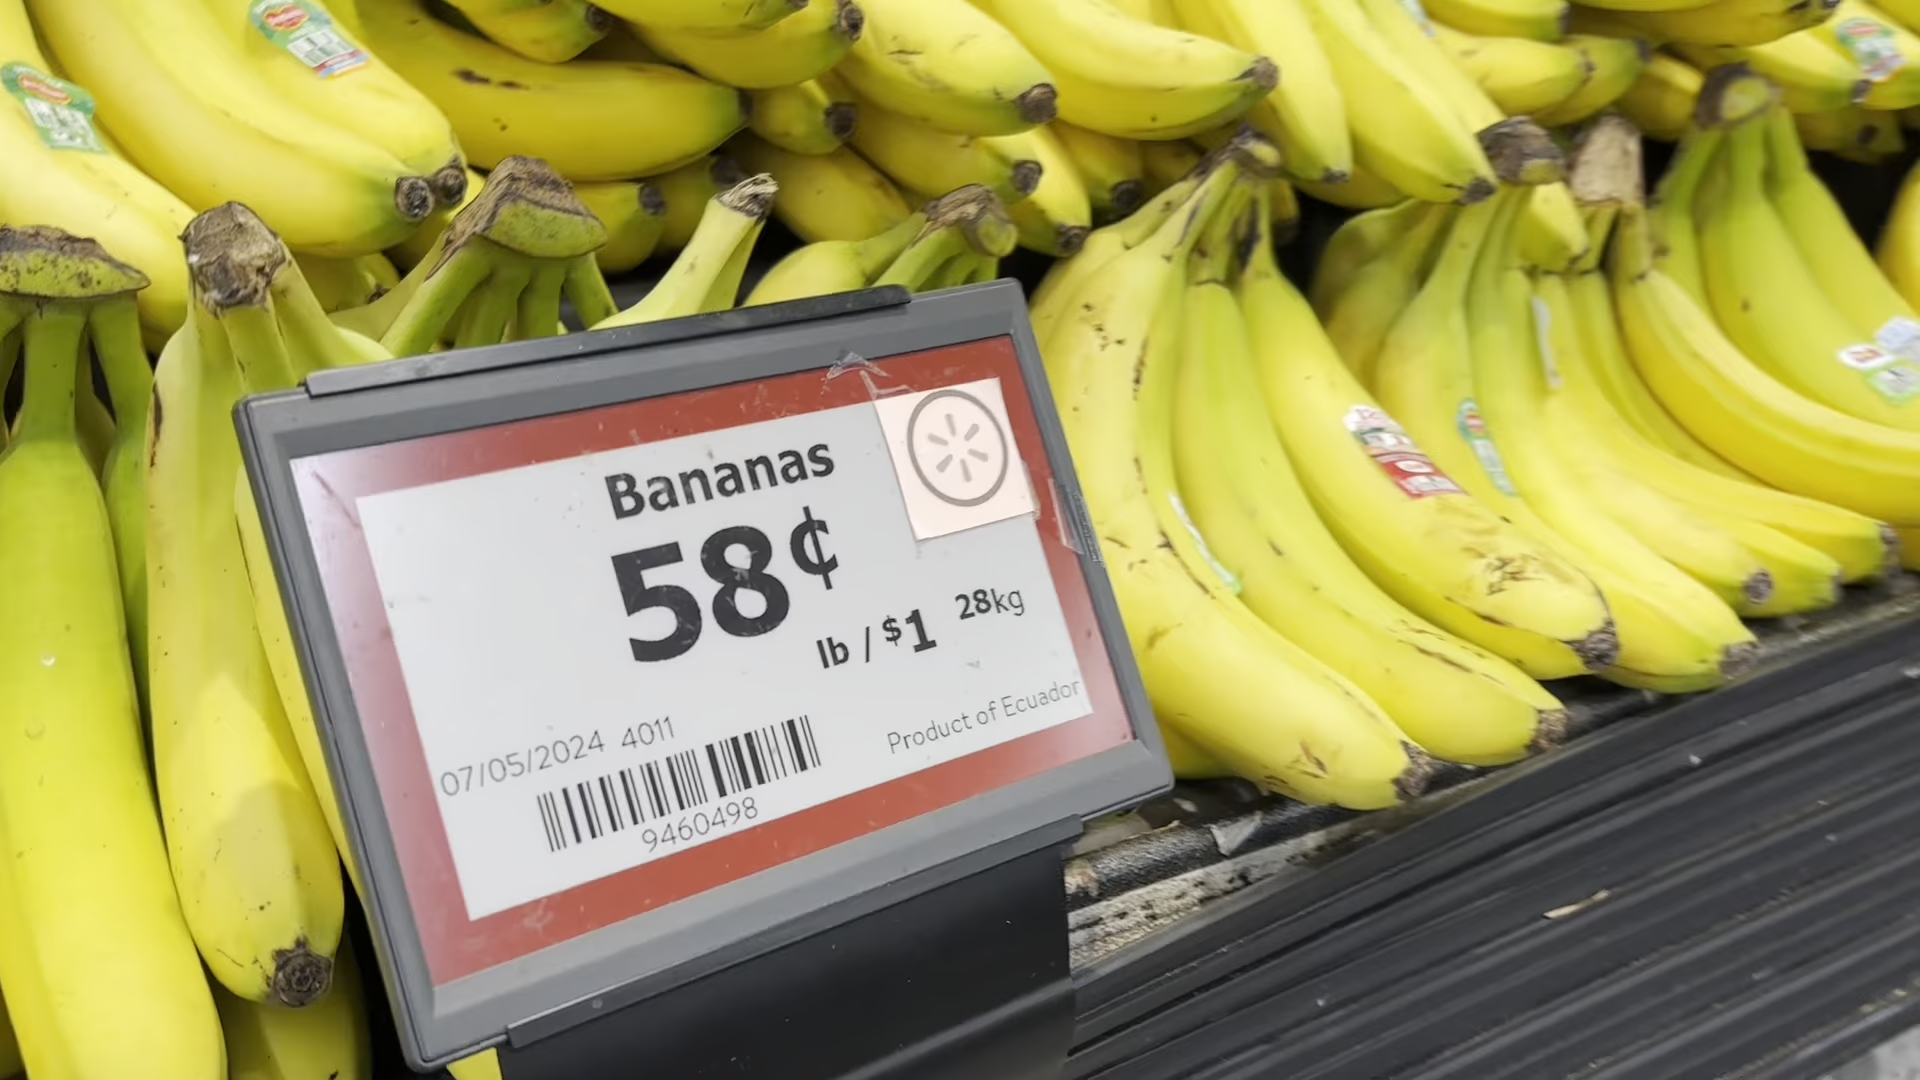 Bananas
58¢
lb / $1 28kg
Product of Ecuador
07/05/2024 4011
9460498